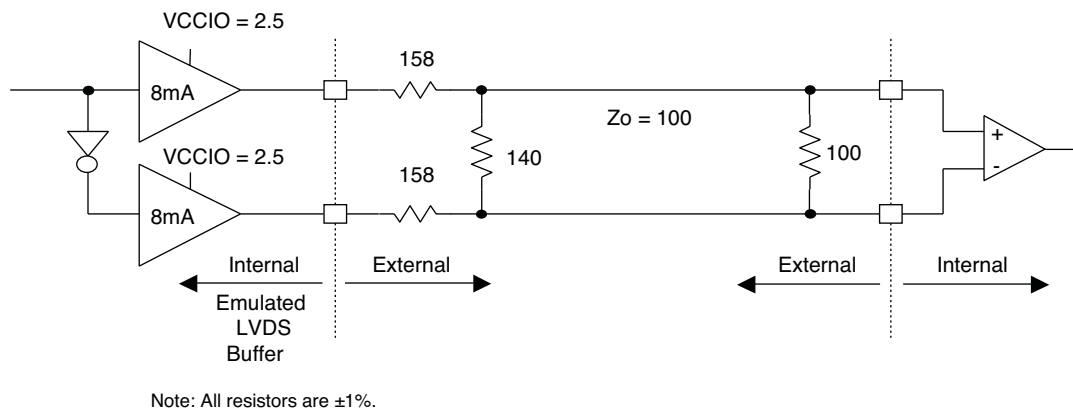 VCCIO = 2.5
158
8mA
Zo = 100
+
-
VCCIO = 2.5
158
140
100
8mA
Internal
External
External
Internal
Emulated
LVDS
Buffer
Note: All resistors are ±1%.